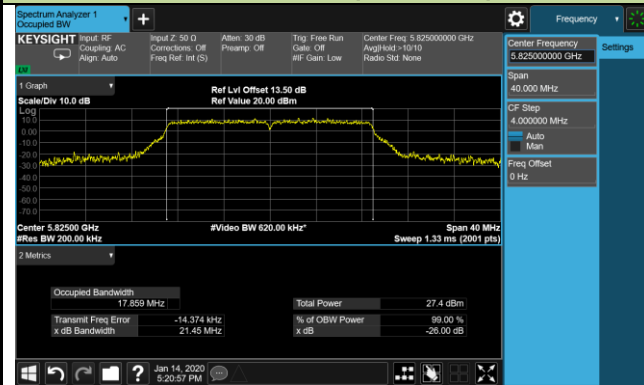 Spectrum Analyzer 1
Occupied BW
Frequency
KEYSIGHT
Input: RF
Coupling: AC
Align: Auto
Input Z: 50 Ω
Corrections: Off
Freq Ref: Int (S)
Atten: 30 dB
Preamp: Off
Trig: Free Run
Gate: Off
#IF Gain: Low
Center Freq: 5.825000000 GHz
Avg|Hold:>10/10
Radio Std: None
Center Frequency
5.825000000 GHz
Settings
Span
40.000 MHz
CF Step
4.000000 MHz
Auto
Man
Freq Offset
0 Hz
1 Graph
Scale/Div 10.0 dB
Ref Lvl Offset 13.50 dB
Ref Value 20.00 dBm
Log
10.0
0.00
-10.0
-20.0
-30.0
-40.0
-50.0
-60.0
-70.0
Center 5.82500 GHz
#Video BW 620.00 kHz*
Span 40 MHz
#Res BW 200.00 kHz
Sweep 1.33 ms (2001 pts)
2 Metrics
Occupied Bandwidth
17.859 MHz
Total Power
27.4 dBm
Transmit Freq Error
-14.374 kHz
% of OBW Power
99.00 %
x dB Bandwidth
21.45 MHz
x dB
-26.00 dB
Jan 14, 2020
5:20:57 PM